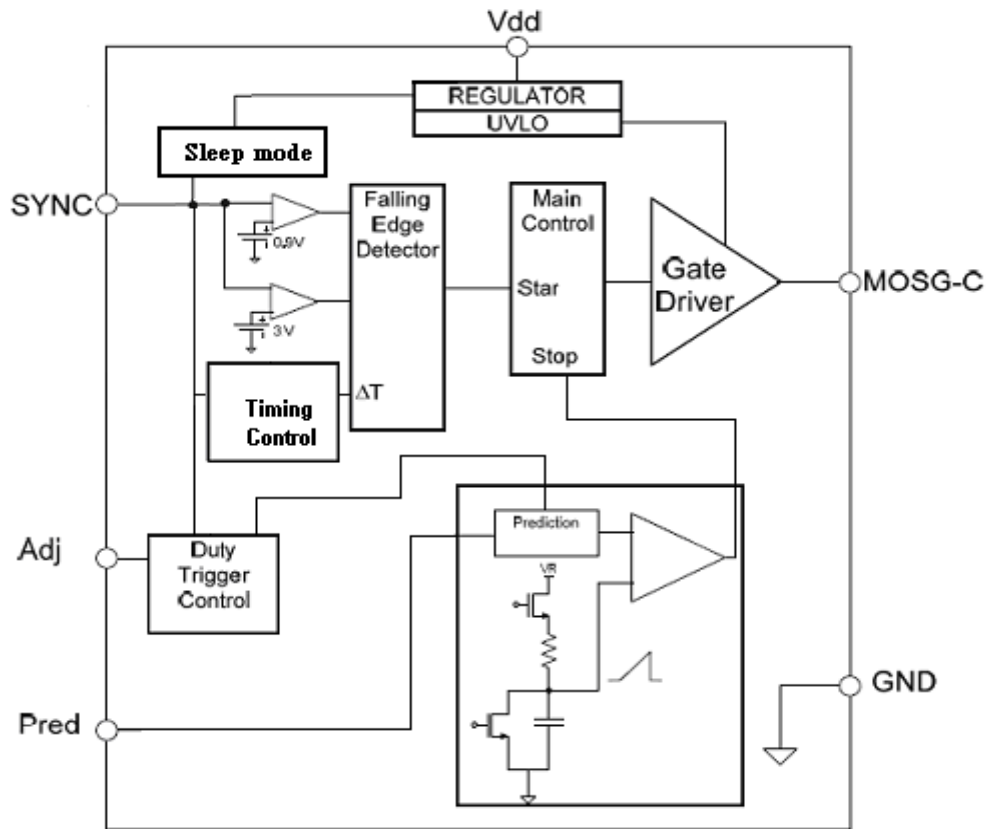 Vdd
REGULATOR
UVLO
Sleep mode
SYNC
0.9V
3V
Falling
Edge
Detector
ΔT
Main
Control
Star
Stop
Gate
Driver
MOSG-C
Timing
Control
Adj
Duty
Trigger
Control
Prediction
VR
Pred
GND